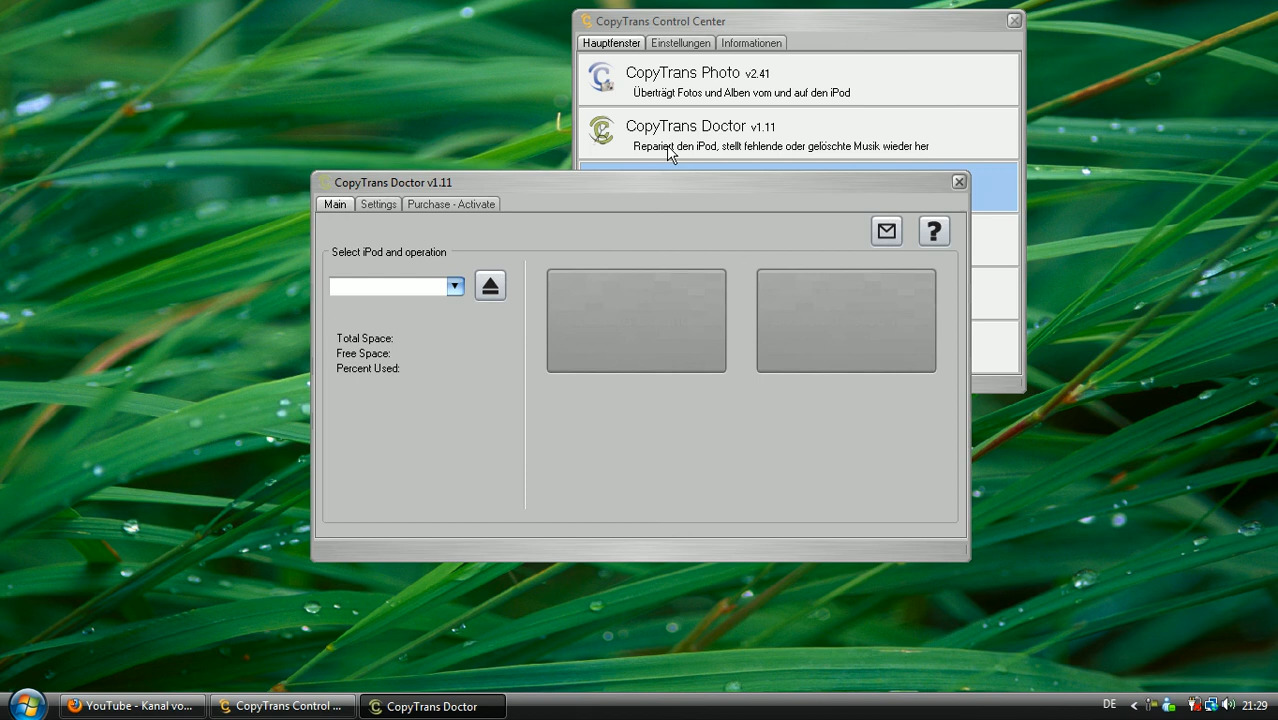 CopyTrans Control Center
Hauptfenster
Einstellungen
Informationen
CopyTrans Photo v2.41
Überträgt Fotos und Alben vom und auf den iPod
CopyTrans Doctor v1.11
Repariert den iPod, stellt fehlende oder gelöschte Musik wieder her
CopyTrans Doctor v1.11
Main
Settings
Purchase - Activate
?
Select iPod and operation
Total Space:
Free Space:
Percent Used:
YouTube - Kanal vo...
CopyTrans Control ...
CopyTrans Doctor
DE
21:29